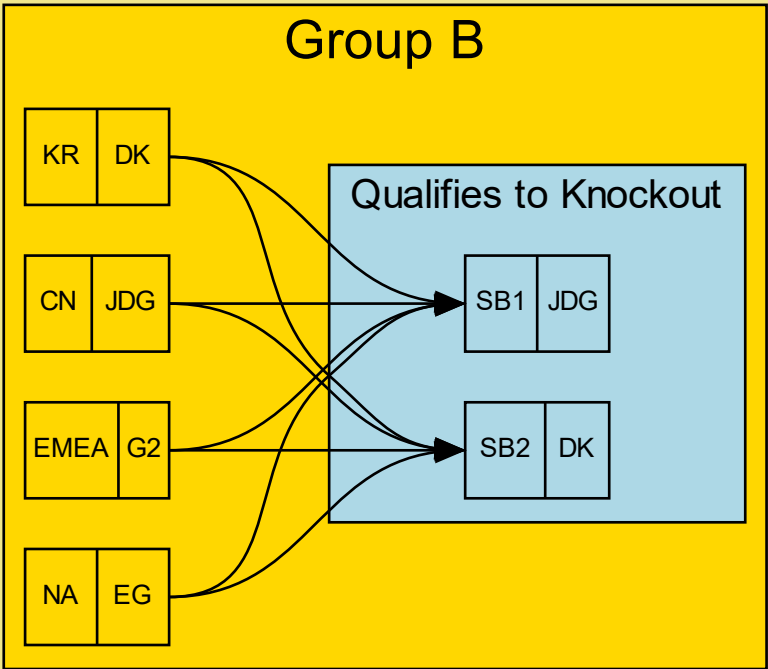 Group B
KR DK
Qualifies to Knockout
CN JDG
SB1 JDG
EMEA G2
SB2 DK
NA EG